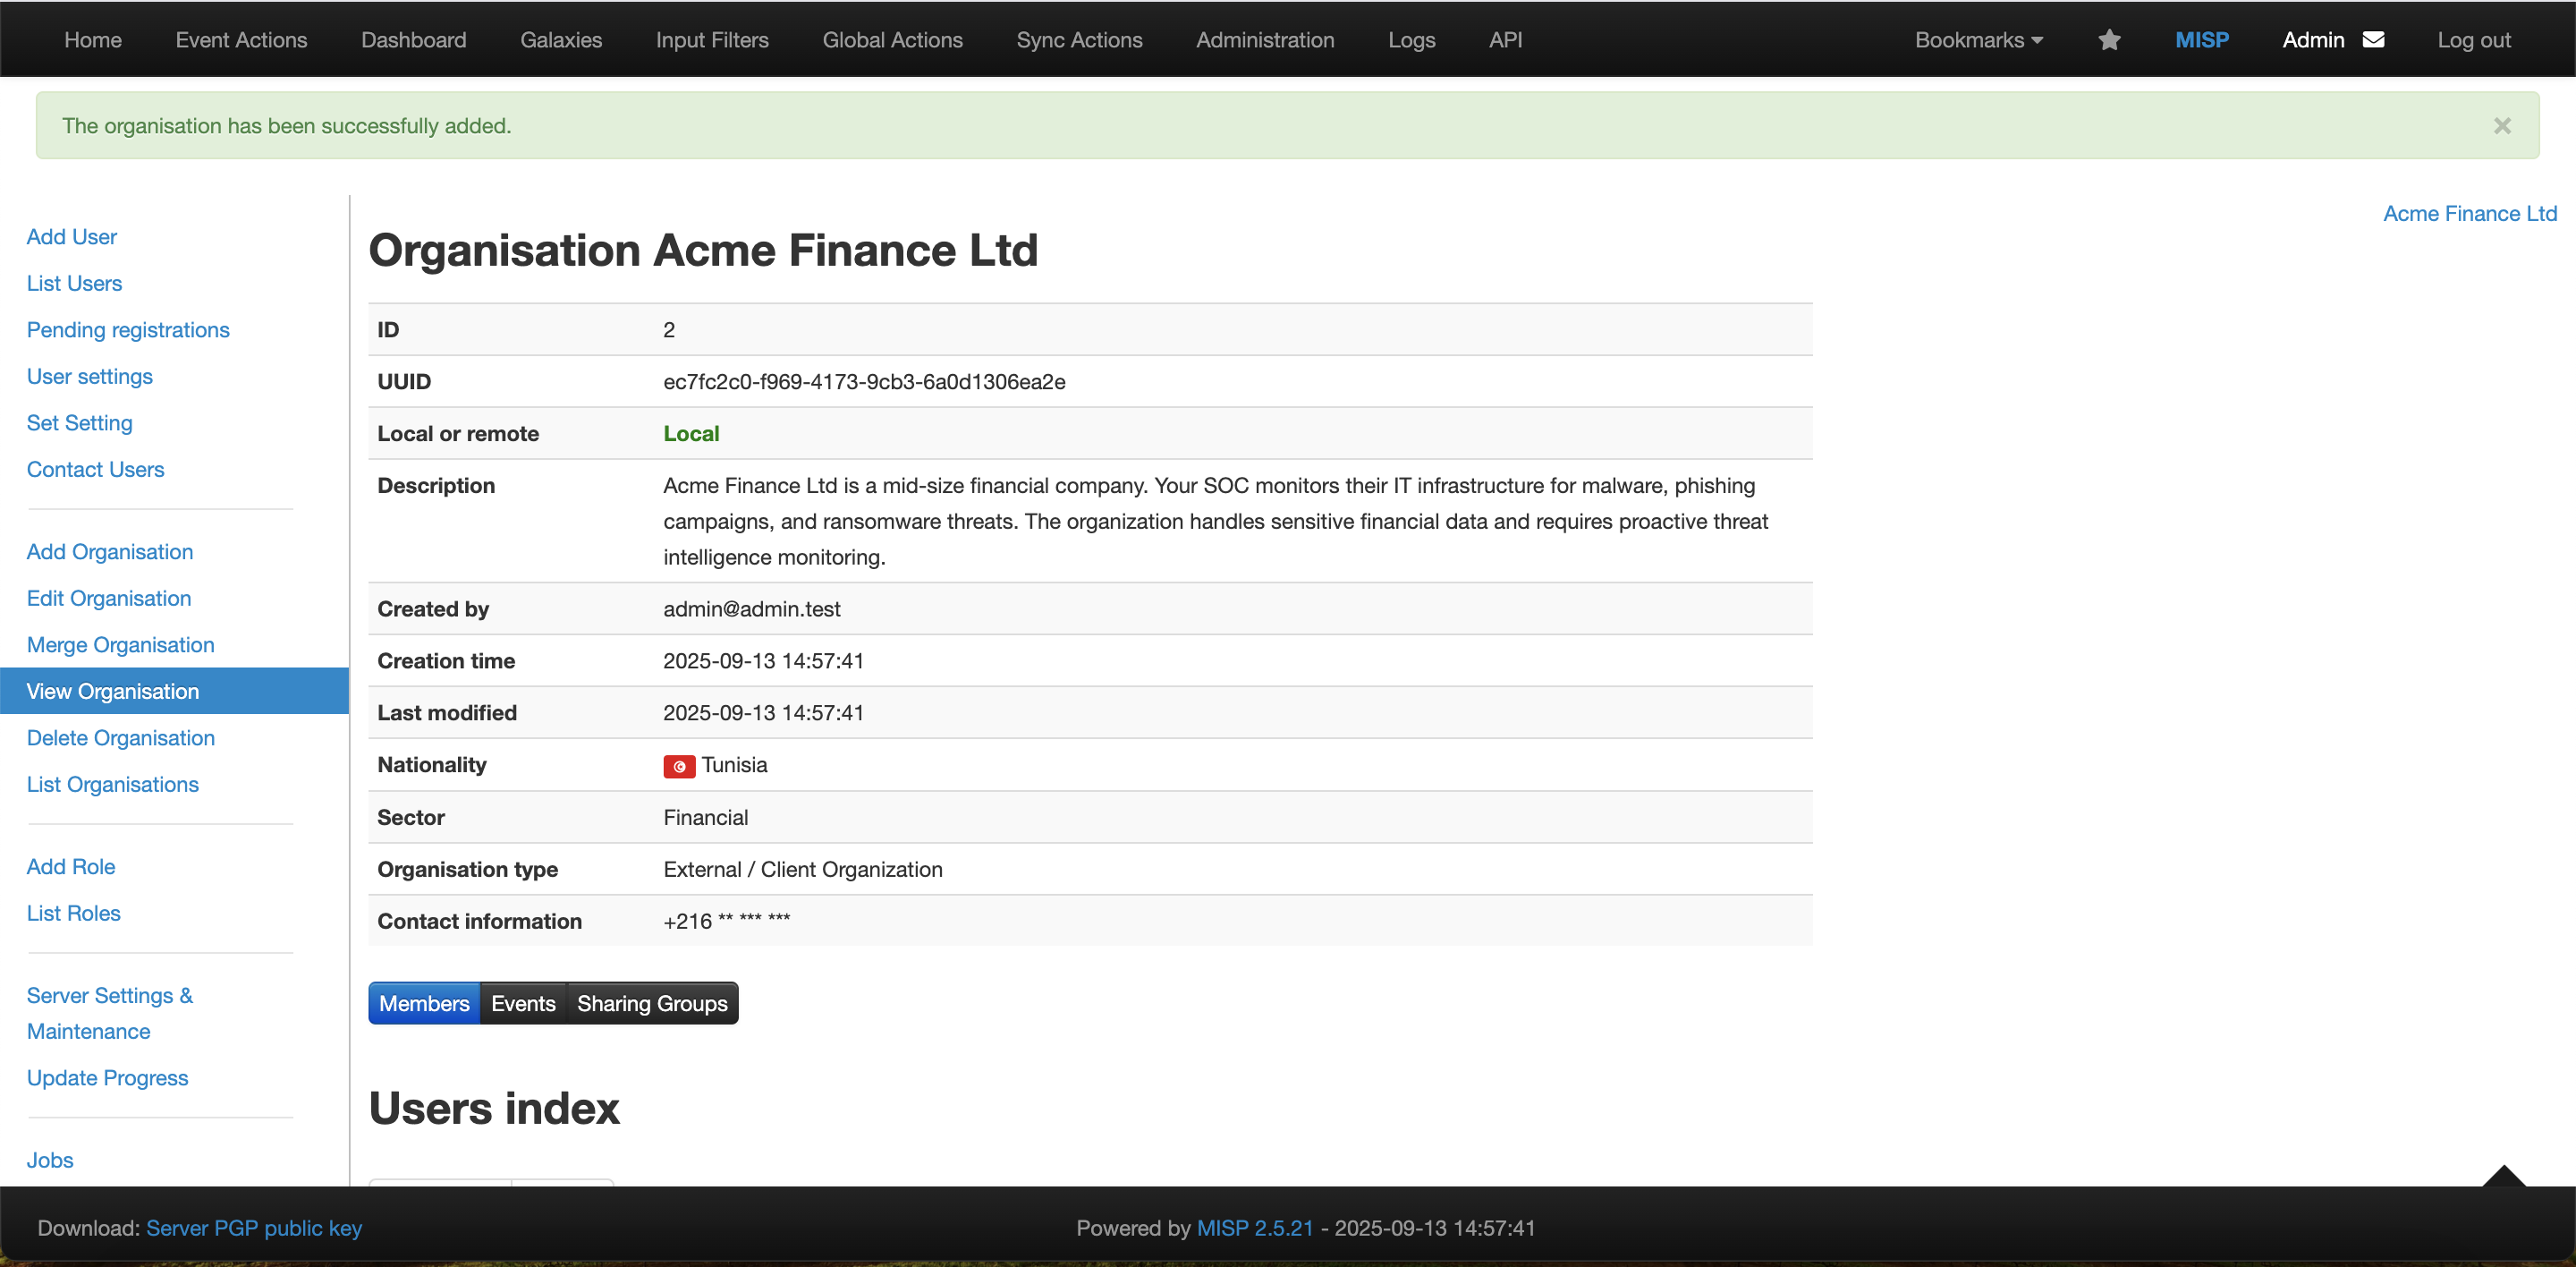 Home Event Actions Dashboard Galaxies Input Filters Global Actions Sync Actions Administration Logs API Bookmarks MISP Admin Log out
The organisation has been successfully added. ×
Acme Finance Ltd
Add User
List Users
Pending registrations
User settings
Set Setting
Contact Users
Add Organisation
Edit Organisation
Merge Organisation
View Organisation
Delete Organisation
List Organisations
Add Role
List Roles
Server Settings &
Maintenance
Update Progress
Jobs
Organisation Acme Finance Ltd
ID 2
UUID ec7fc2c0-f969-4173-9cb3-6a0d1306ea2e
Local or remote Local
Description Acme Finance Ltd is a mid-size financial company. Your SOC monitors their IT infrastructure for malware, phishing
campaigns, and ransomware threats. The organization handles sensitive financial data and requires proactive threat
intelligence monitoring.
Created by admin@admin.test
Creation time 2025-09-13 14:57:41
Last modified 2025-09-13 14:57:41
Nationality Tunisia
Sector Financial
Organisation type External / Client Organization
Contact information +216 ** *** ***
Members Events Sharing Groups
Users index
Download: Server PGP public key Powered by MISP 2.5.21 - 2025-09-13 14:57:41